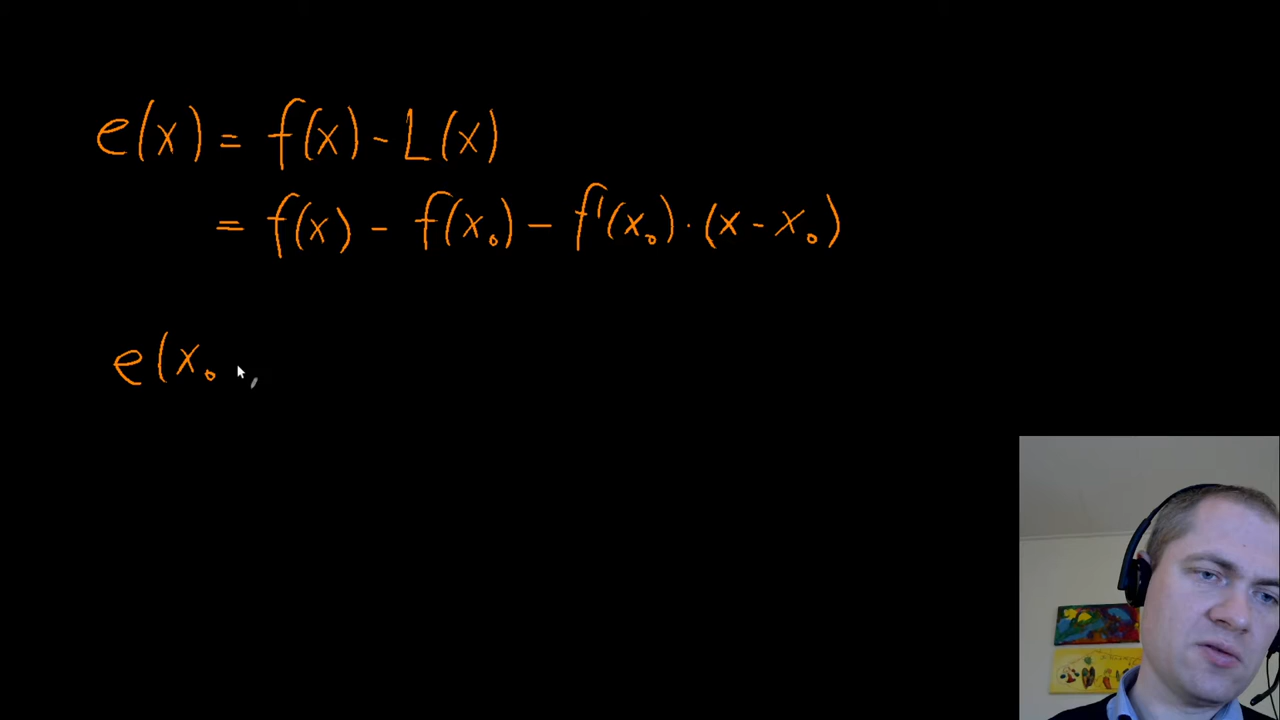 e(x) = f(x) - L(x)
= f(x) - f(x₀) - f'(x₀) · (x - x₀)
e(x₀